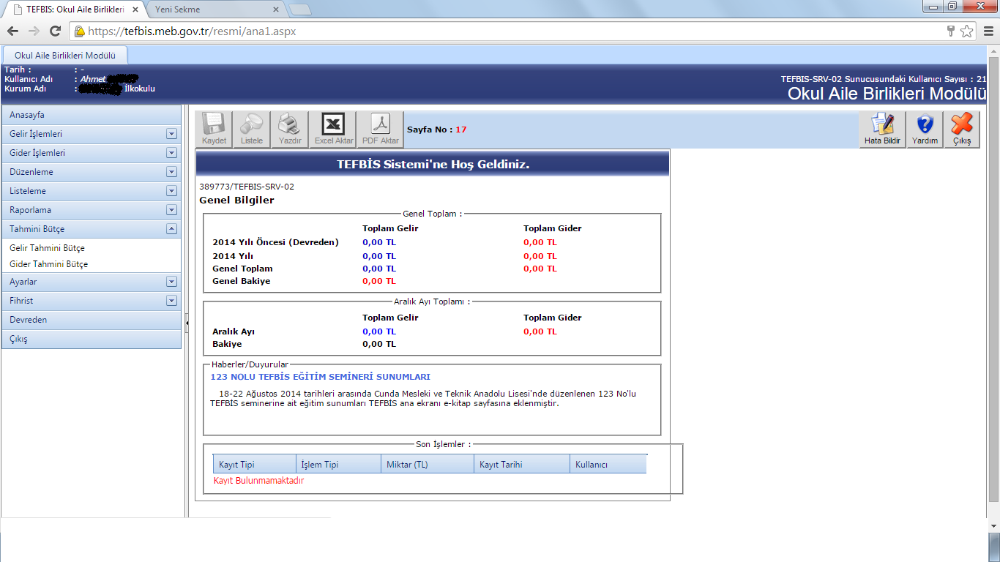 TEFBIS: Okul Aile Birlikleri
Yeni Sekme
https://tefbis.meb.gov.tr/resmi/ana1.aspx
Okul Aile Birlikleri Modülü
Tarih : : -
Kullanıcı Adı : Ahmet
Kurum Adı : İlkokulu
TEFBIS-SRV-02 Sunucusundaki Kullanıcı Sayısı : 21
Okul Aile Birlikleri Modülü
Anasayfa
Gelir İşlemleri
Gider İşlemleri
Düzenleme
Listeleme
Raporlama
Tahmini Bütçe
Gelir Tahmini Bütçe
Gider Tahmini Bütçe
Ayarlar
Fihrist
Devreden
Çıkış
Kaydet Listele Yazdır Excel Aktar PDF Aktar
Sayfa No : 17
Hata Bildir Yardım Çıkış
TEFBİS Sistemi'ne Hoş Geldiniz.
389773/TEFBIS-SRV-02
Genel Bilgiler
Genel Toplam :
Toplam Gelir Toplam Gider
2014 Yılı Öncesi (Devreden) 0,00 TL 0,00 TL
2014 Yılı 0,00 TL 0,00 TL
Genel Toplam 0,00 TL 0,00 TL
Genel Bakiye 0,00 TL
Aralık Ayı Toplamı :
Toplam Gelir Toplam Gider
Aralık Ayı 0,00 TL 0,00 TL
Bakiye 0,00 TL
Haberler/Duyurular
123 NOLU TEFBİS EĞİTİM SEMİNERİ SUNUMLARI
18-22 Ağustos 2014 tarihleri arasında Cunda Mesleki ve Teknik Anadolu Lisesi'nde düzenlenen 123 No'lu
TEFBİS seminerine ait eğitim sunumları TEFBİS ana ekranı e-kitap sayfasına eklenmiştir.
Son İşlemler :
Kayıt Tipi İşlem Tipi Miktar (TL) Kayıt Tarihi Kullanıcı
Kayıt Bulunmamaktadır